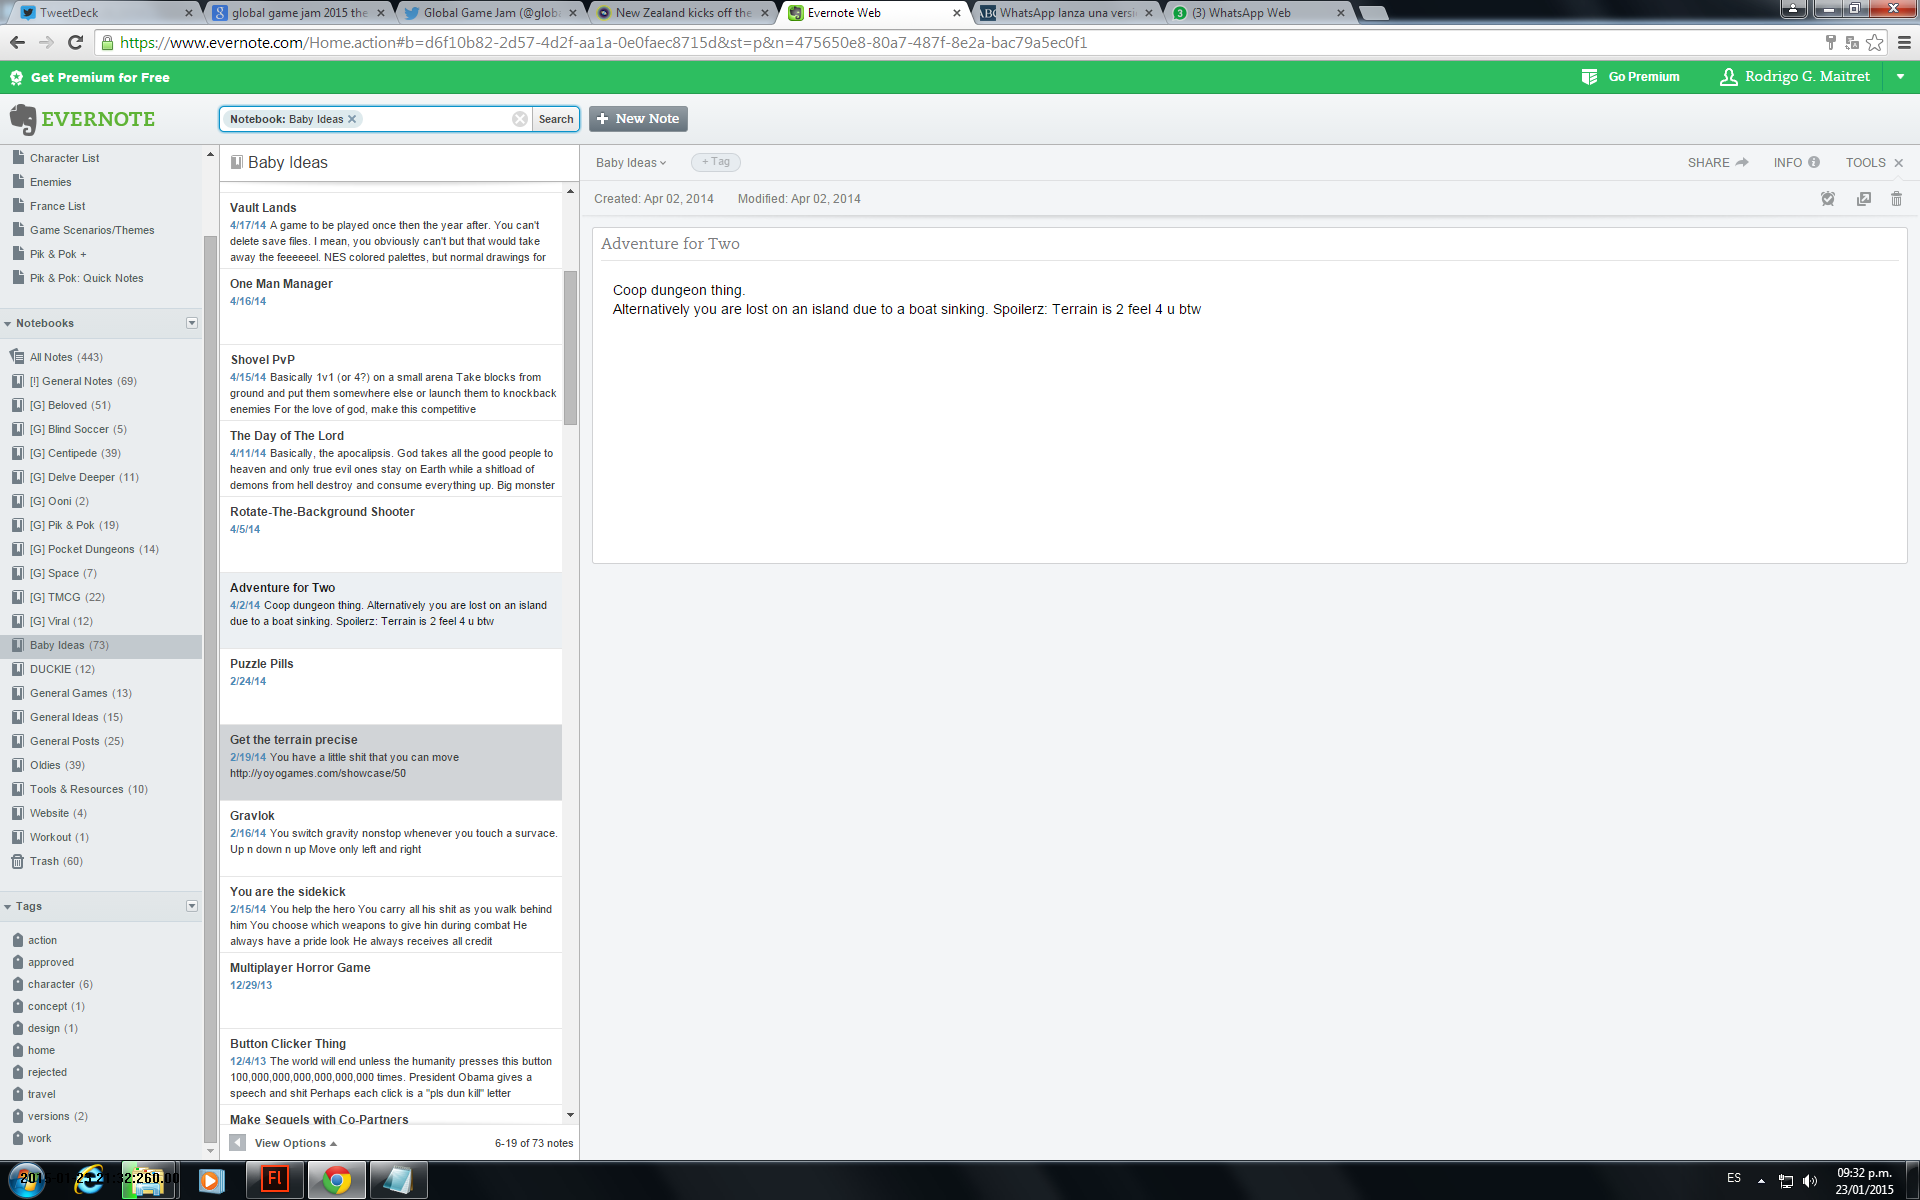 TweetDeck
global game jam 2015 the
Global Game Jam (@globa
New Zealand kicks off the
Evernote Web
WhatsApp lanza una versi
(3) WhatsApp Web
https://www.evernote.com/Home.action#b=d6f10b82-2d57-4d2f-aa1a-0e0faec8715d&st=p&n=475650e8-80a7-487f-8e2a-bac79a5ec0f1
Get Premium for Free
Go Premium
Rodrigo G. Maitret
EVERNOTE
Notebook: Baby Ideas
Search
+ New Note
Character List
Enemies
France List
Game Scenarios/Themes
Pik & Pok +
Pik & Pok: Quick Notes
Notebooks
All Notes (443)
[!] General Notes (69)
[G] Beloved (51)
[G] Blind Soccer (5)
[G] Centipede (39)
[G] Delve Deeper (11)
[G] Ooni (2)
[G] Pik & Pok (19)
[G] Pocket Dungeons (14)
[G] Space (7)
[G] TMCG (22)
[G] Viral (12)
Baby Ideas (73)
DUCKIE (12)
General Games (13)
General Ideas (15)
General Posts (25)
Oldies (39)
Tools & Resources (10)
Website (4)
Workout (1)
Trash (60)
Tags
action
approved
character (6)
concept (1)
design (1)
home
rejected
travel
versions (2)
work
Baby Ideas
Vault Lands
4/17/14 A game to be played once then the year after. You can't
delete save files. I mean, you obviously can't but that would take
away the feeeeeel. NES colored palettes, but normal drawings for
One Man Manager
4/16/14
Shovel PvP
4/15/14 Basically 1v1 (or 4?) on a small arena Take blocks from
ground and put them somewhere else or launch them to knockback
enemies For the love of god, make this competitive
The Day of The Lord
4/11/14 Basically, the apocalipsis. God takes all the good people to
heaven and only true evil ones stay on Earth while a shitload of
demons from hell destroy and consume everything up. Big monster
Rotate-The-Background Shooter
4/5/14
Adventure for Two
4/2/14 Coop dungeon thing. Alternatively you are lost on an island
due to a boat sinking. Spoilerz: Terrain is 2 feel 4 u btw
Puzzle Pills
2/24/14
Get the terrain precise
2/19/14 You have a little shit that you can move
http://yoyogames.com/showcase/50
Gravlok
2/16/14 You switch gravity nonstop whenever you touch a survace.
Up n down n up Move only left and right
You are the sidekick
2/15/14 You help the hero You carry all his shit as you walk behind
him You choose which weapons to give hin during combat He
always have a pride look He always receives all credit
Multiplayer Horror Game
12/29/13
Button Clicker Thing
12/4/13 The world will end unless the humanity presses this button
100,000,000,000,000,000,000 times. President Obama gives a
speech and shit Perhaps each click is a "pls dun kill" letter
Make Sequels with Co-Partners
View Options
6-19 of 73 notes
Baby Ideas
+ Tag
SHARE
INFO
TOOLS
Created: Apr 02, 2014
Modified: Apr 02, 2014
Adventure for Two
Coop dungeon thing.
Alternatively you are lost on an island due to a boat sinking. Spoilerz: Terrain is 2 feel 4 u btw
Fl
ES
09:32 p.m.
23/01/2015